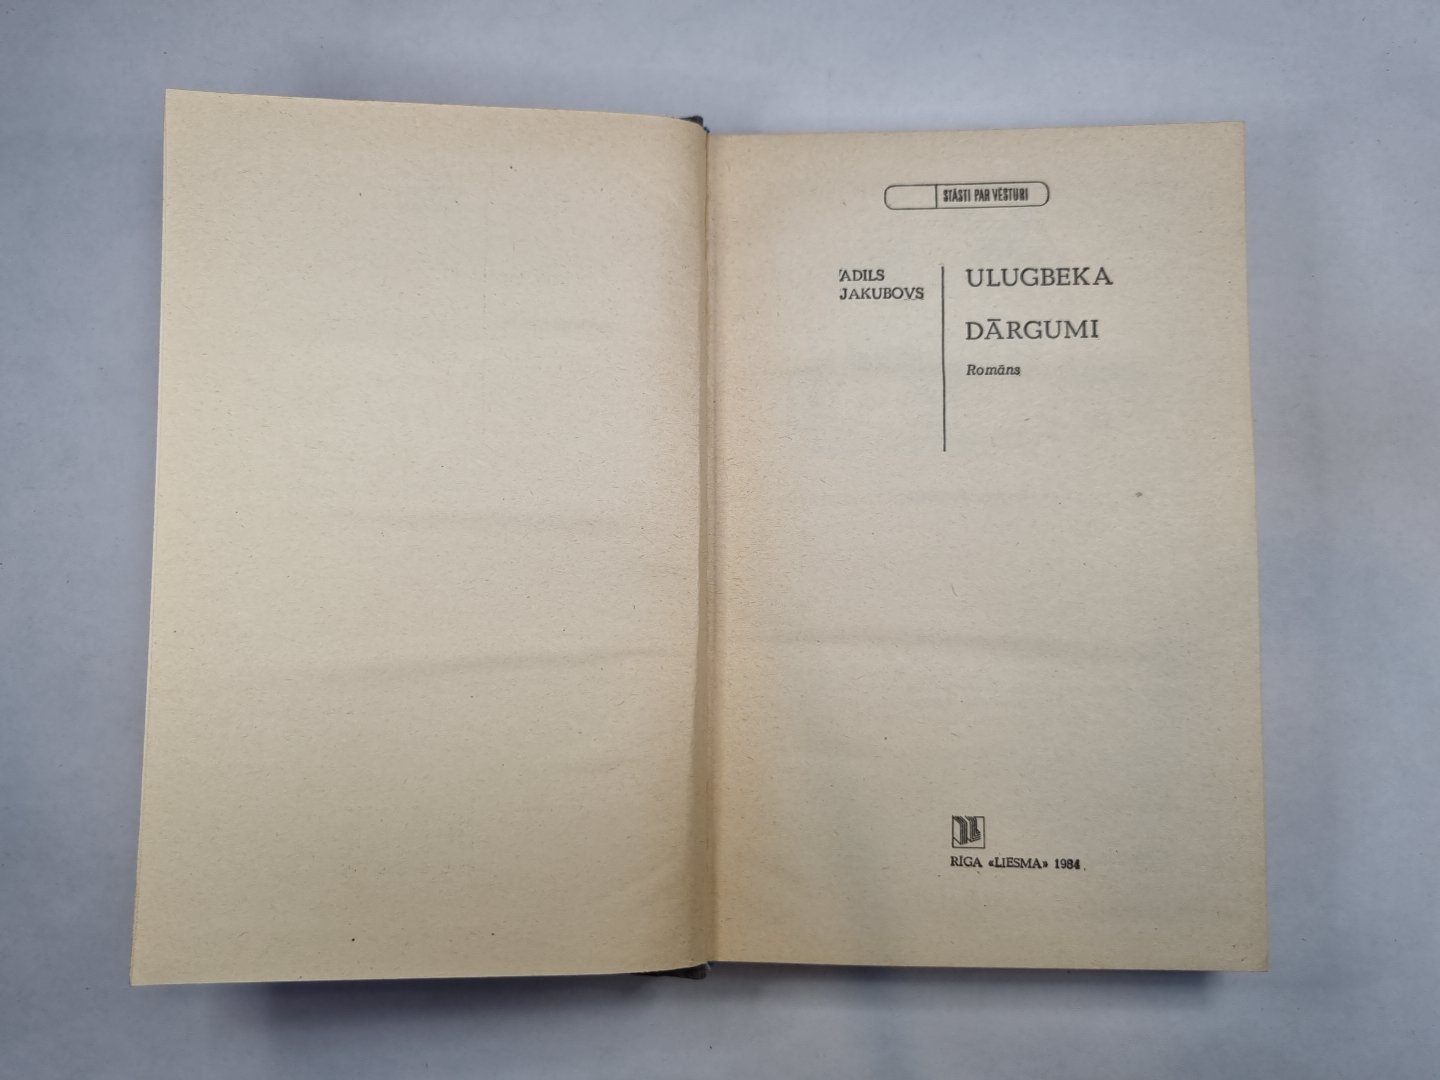 STĀSTI PAR VĒSTURI
ADILS
JAKUBOVS
ULUGBEKA
DĀRGUMI
Romāns
RĪGA «LIESMA» 1984